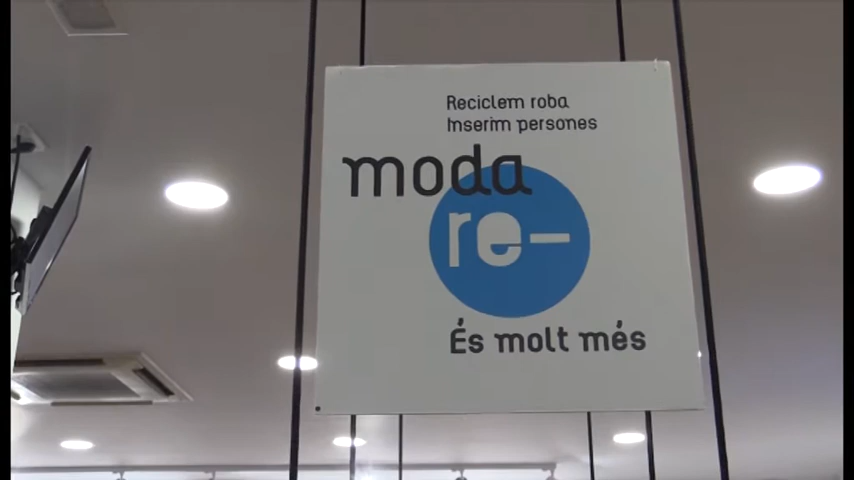 Reciclem roba
Inserim persones
moda
re-
És molt més